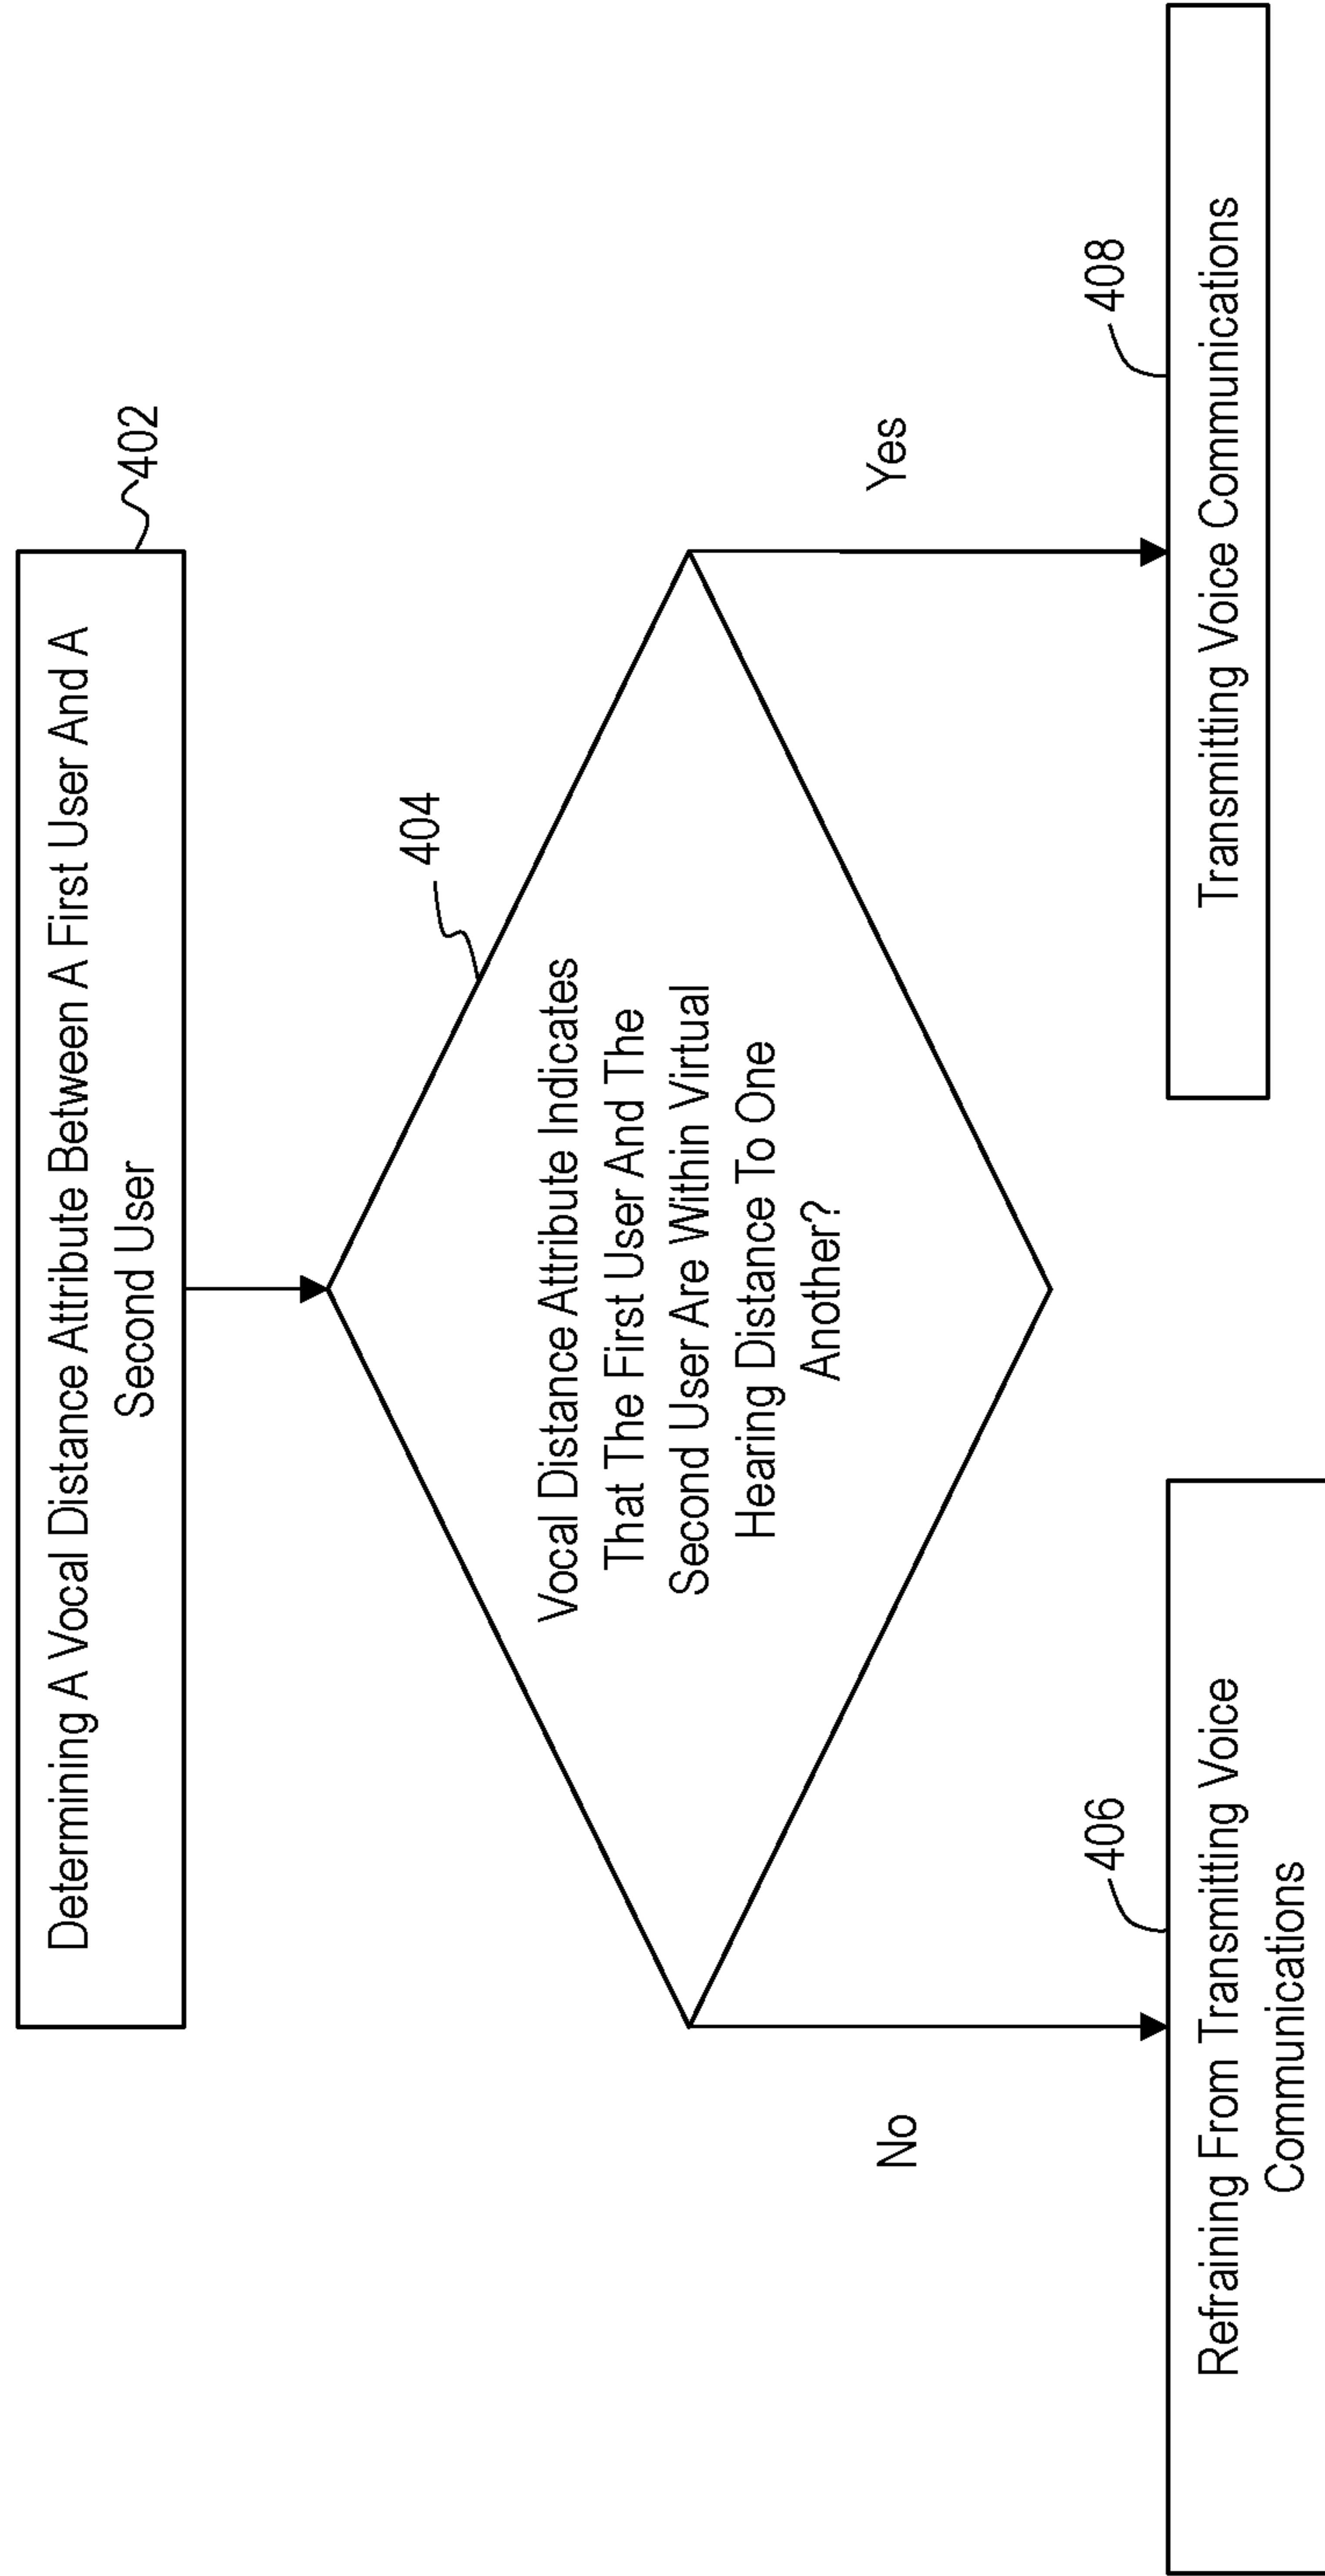 Determining A Vocal Distance Attribute Between A First User And A
Second User
402
404
Vocal Distance Attribute Indicates
That The First User And The
Second User Are Within Virtual
Hearing Distance To One
Another?
No
Yes
406
Refraining From Transmitting Voice
Communications
408
Transmitting Voice Communications